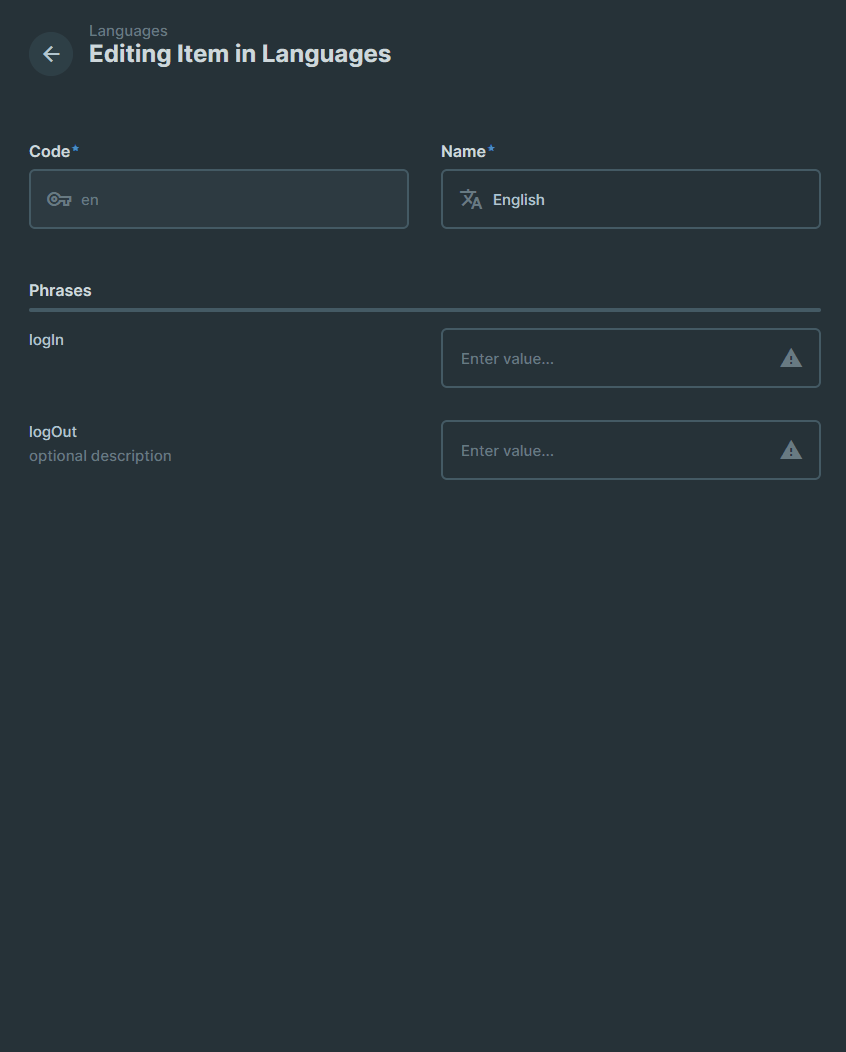 Languages
Editing Item in Languages
Code*
Name*
en
English
Phrases
logIn
Enter value...
logOut
optional description
Enter value...